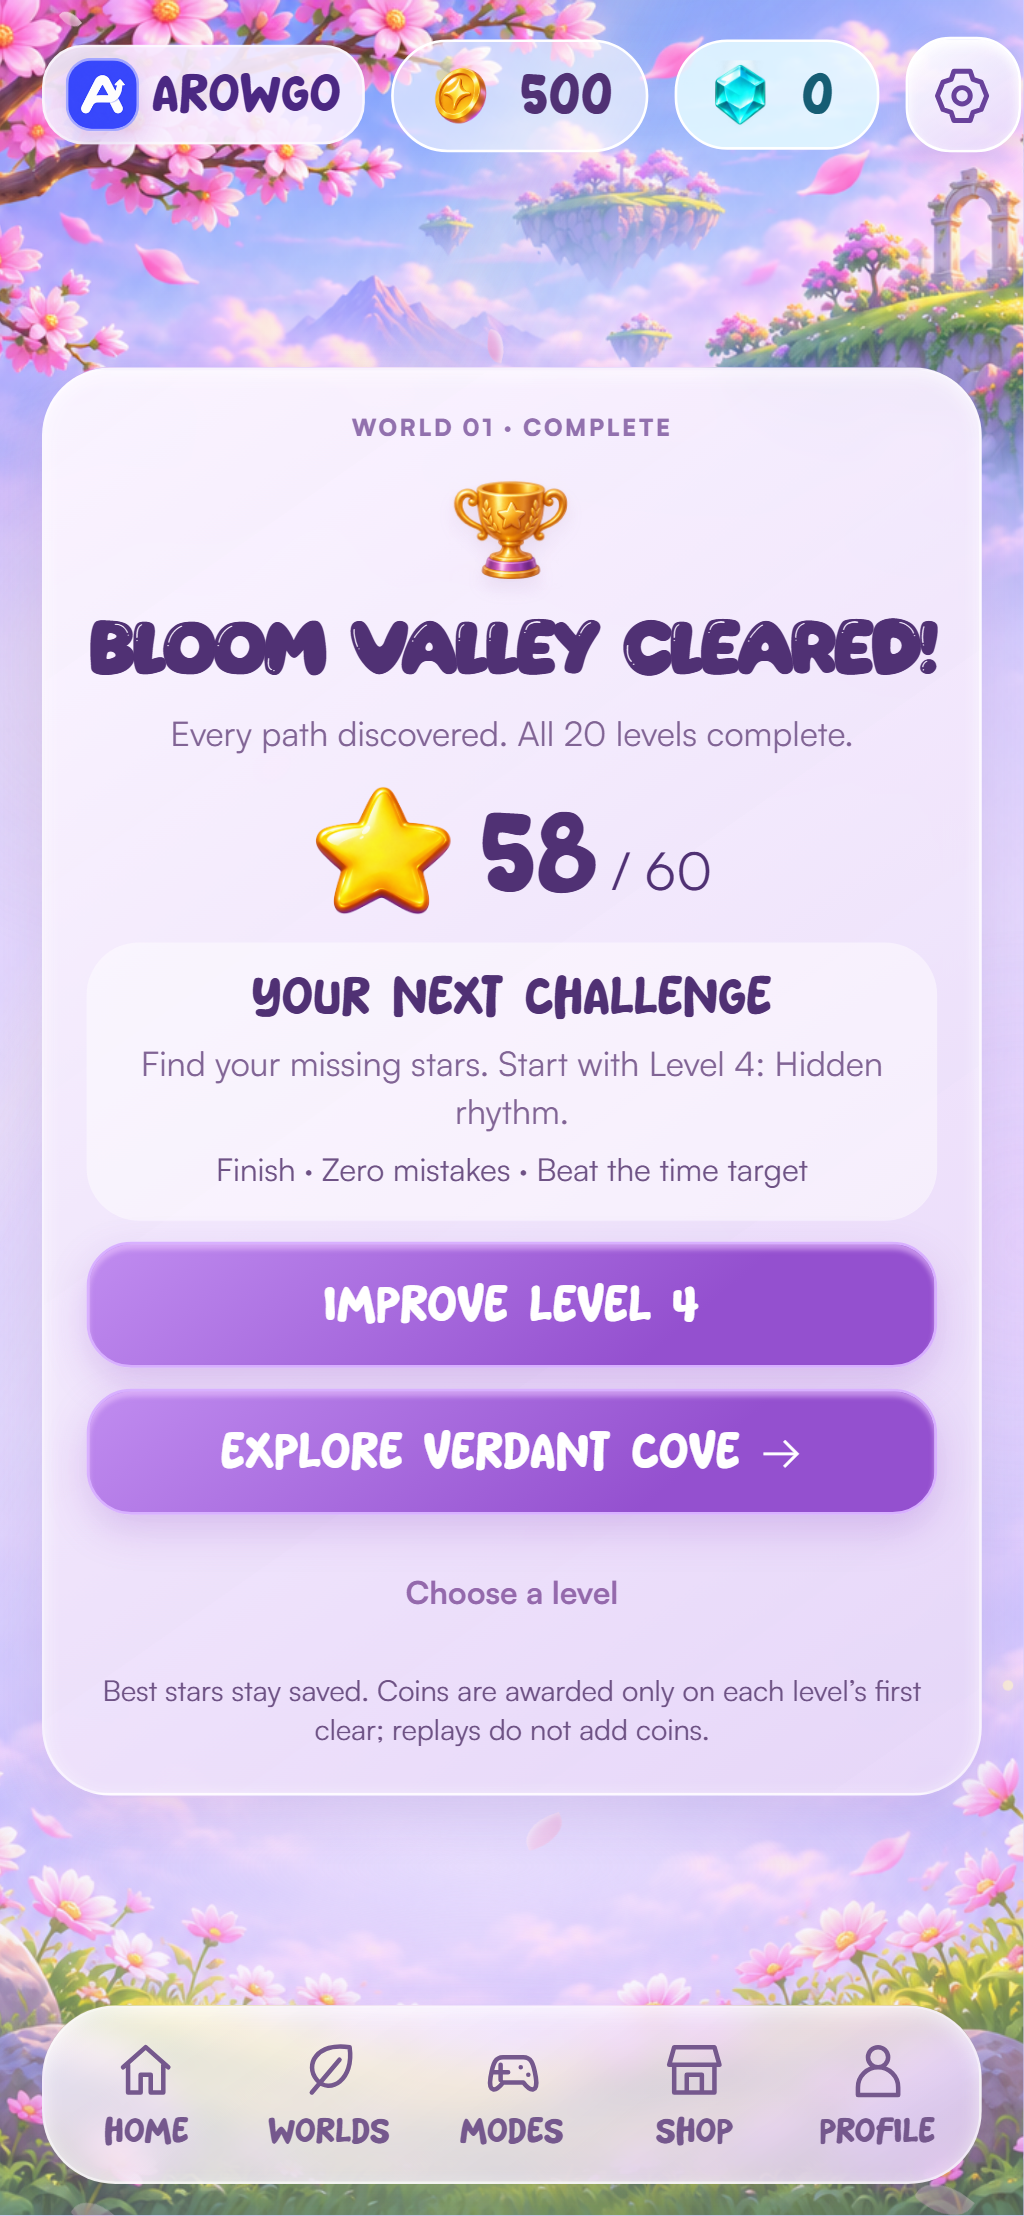 AROWGO
500
0
WORLD 01 · COMPLETE
BLOOM VALLEY CLEARED!
Every path discovered. All 20 levels complete.
58 / 60
YOUR NEXT CHALLENGE
Find your missing stars. Start with Level 4: Hidden
rhythm.
Finish · Zero mistakes · Beat the time target
IMPROVE LEVEL 4
EXPLORE VERDANT COVE →
Choose a level
Best stars stay saved. Coins are awarded only on each level’s first
clear; replays do not add coins.
HOME
WORLDS
MODES
SHOP
PROFILE